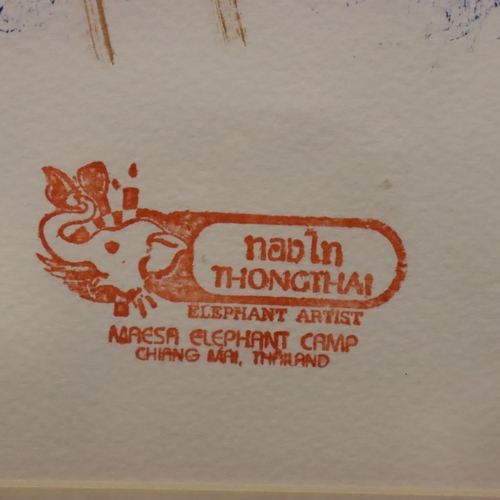 ทองไท
THONGTHAI
ELEPHANT ARTIST
MAESA ELEPHANT CAMP
CHIANG MAI, THAILAND